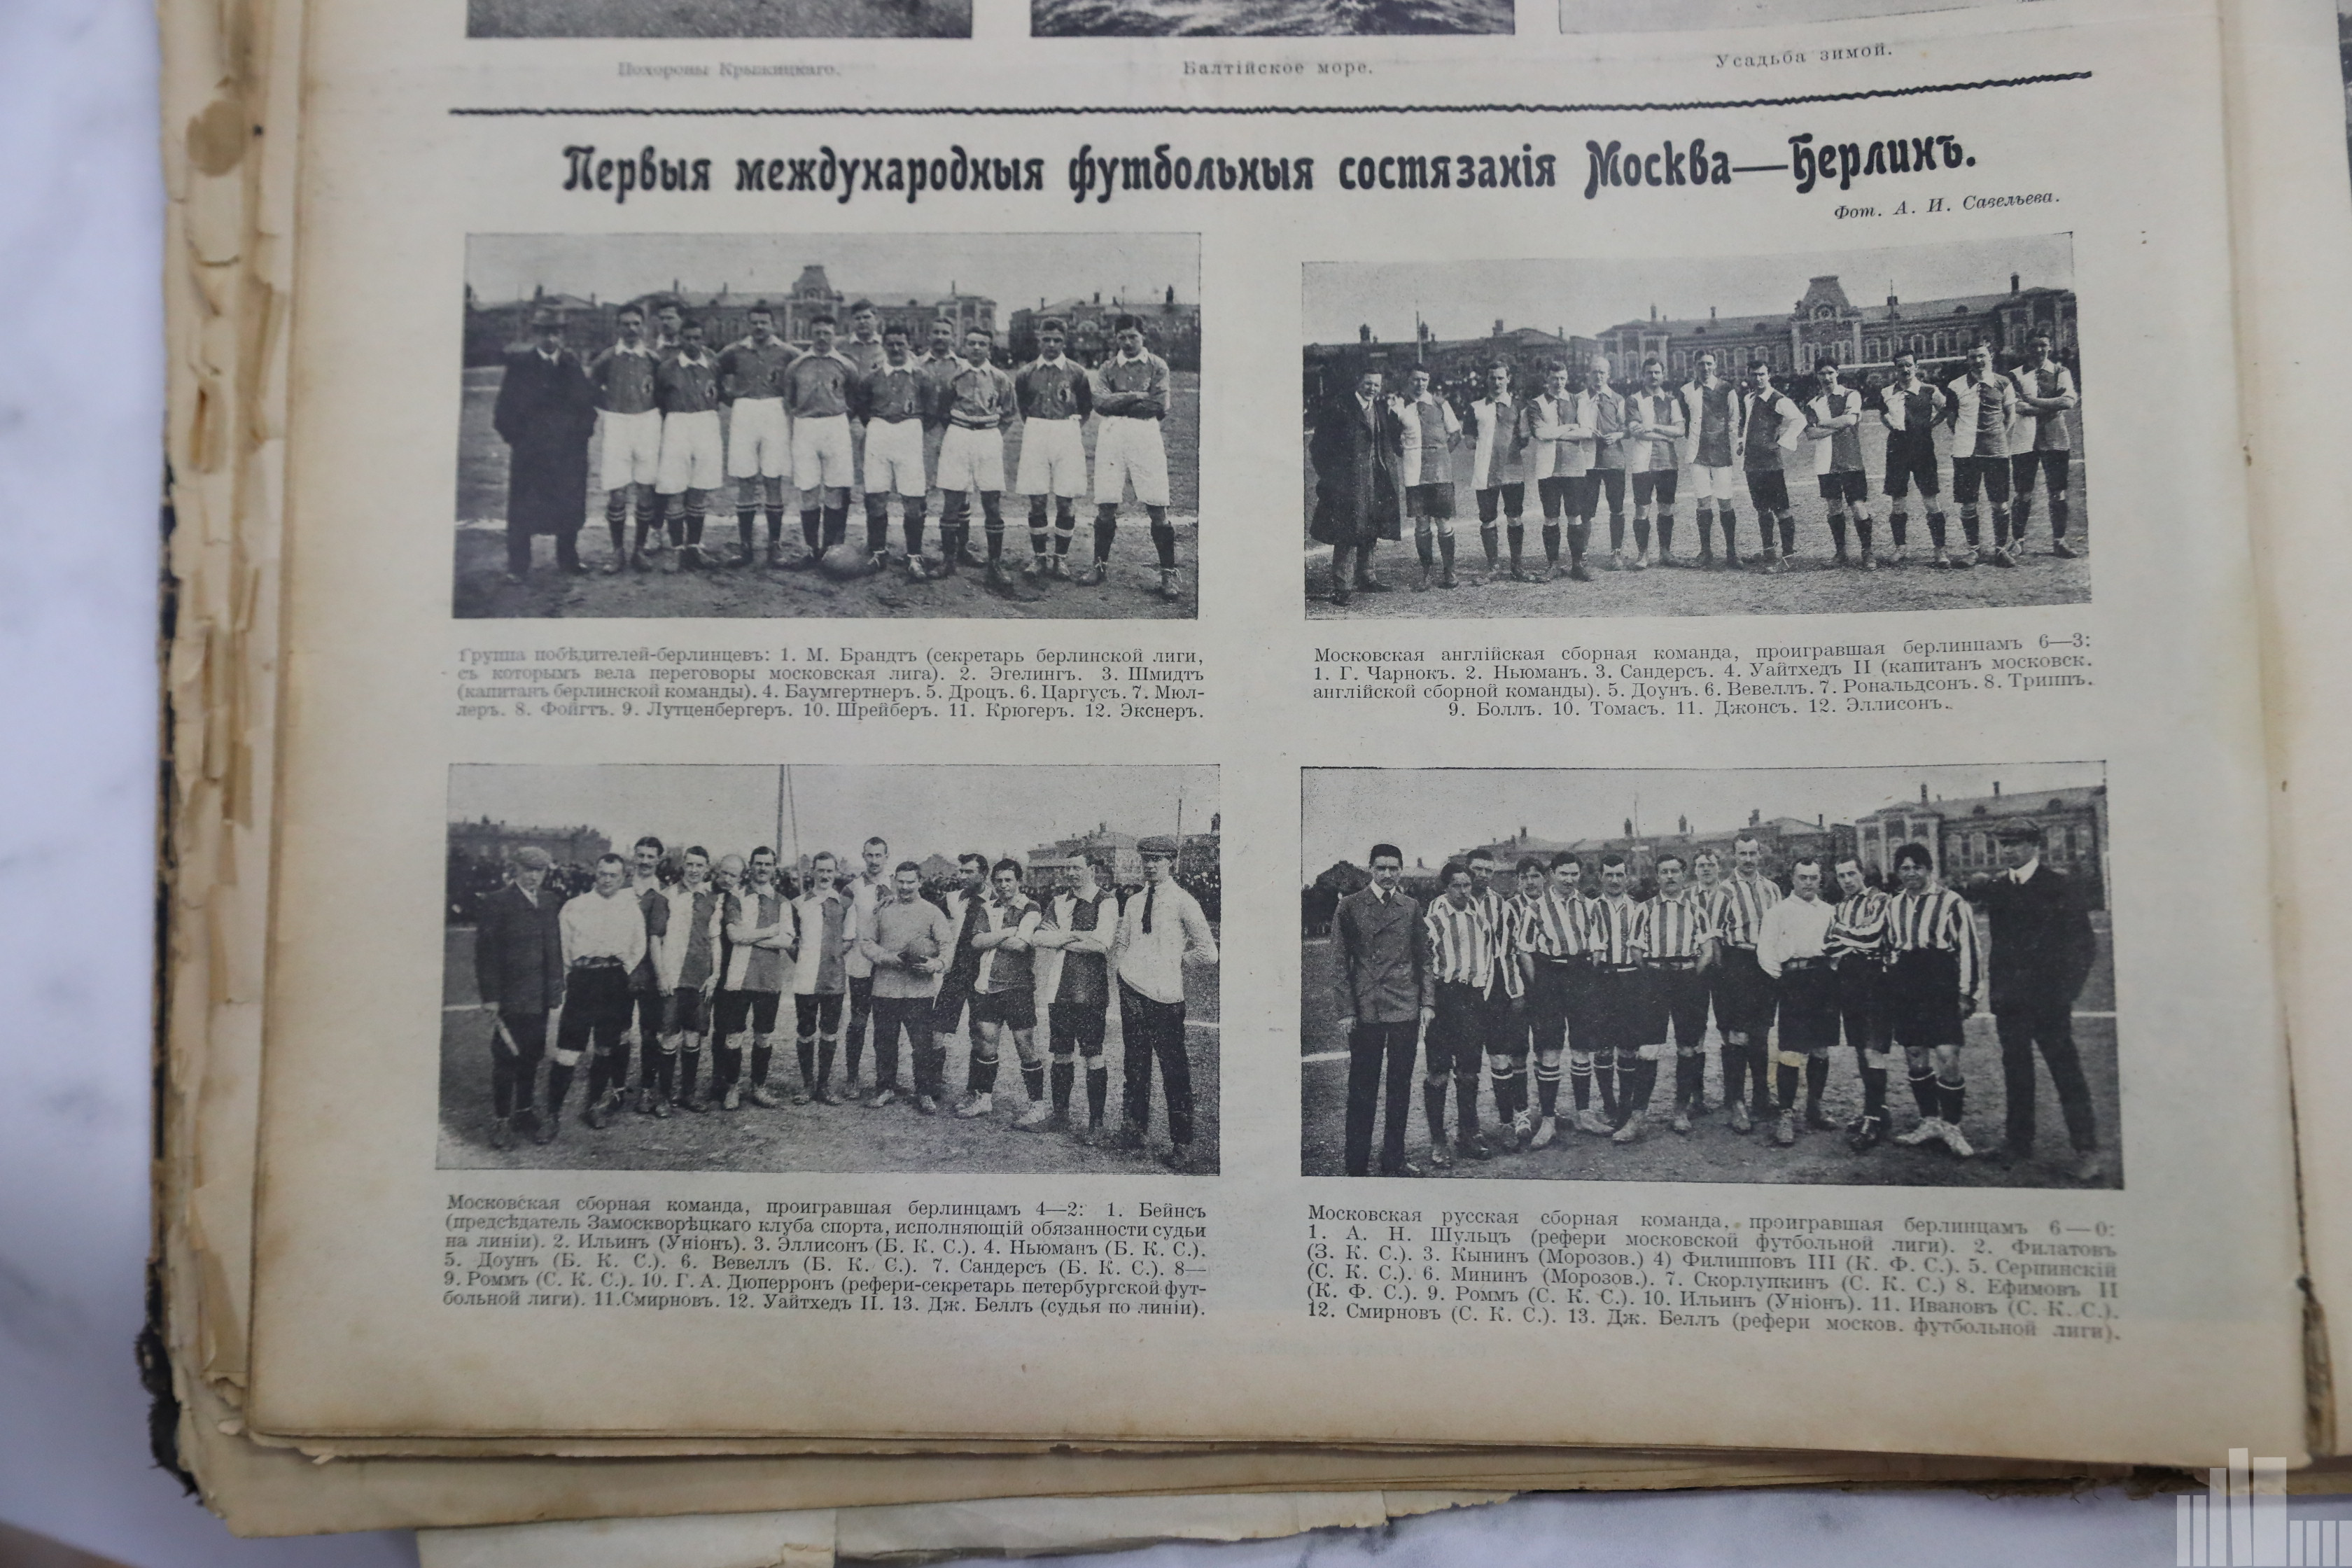 Похороны Крыжицкаго.
Балтійское море.
Усадьба зимой.
Первыя международныя футбольныя состязанія Москва—Берлинъ.
Фот. А. И. Савельева.
Группа побѣдителей-берлинцевъ: 1. М. Брандтъ (секретарь берлинской лиги,
съ которымъ вела переговоры московская лига). 2. Эгелингъ. 3. Шмидтъ
(капитанъ берлинской команды). 4. Баумгертнеръ. 5. Дроцъ. 6. Царгусъ. 7. Мюл-
леръ. 8. Фойгтъ. 9. Лутценбергеръ. 10. Шрейберъ. 11. Крюгеръ. 12. Экснеръ.
Московская англійская сборная команда, проигравшая берлинцамъ 6—3:
1. Г. Чарнокъ. 2. Ньюманъ. 3. Сандерсъ. 4. Уайтхедъ II (капитанъ московск.
англійской сборной команды). 5. Доунъ. 6. Вевеллъ. 7. Рональдсонъ. 8. Триппъ.
9. Боллъ. 10. Томасъ. 11. Джонсъ. 12. Эллисонъ.
Московская сборная команда, проигравшая берлинцамъ 4—2: 1. Бейнсъ
(предсѣдатель Замоскворѣцкаго клуба спорта, исполняющій обязанности судьи
на линіи). 2. Ильинъ (Уніонъ). 3. Эллисонъ (Б. К. С.). 4. Ньюманъ (Б. К. С.).
5. Доунъ (Б. К. С.). 6. Вевеллъ (Б. К. С.). 7. Сандерсъ (Б. К. С.). 8—
9. Роммъ (С. К. С.). 10. Г. А. Дюперронъ (рефери-секретарь петербургской фут-
больной лиги). 11.Смирновъ. 12. Уайтхедъ II. 13. Дж. Беллъ (судья по линіи).
Московская русская сборная команда, проигравшая берлинцамъ 6—0:
1. А. Н. Шульцъ (рефери московской футбольной лиги). 2. Филатовъ
(З. К. С.). 3. Кынинъ (Морозов.) 4) Филипповъ III (К. Ф. С.). 5. Серпинскій
(С. К. С.). 6. Мининъ (Морозов.). 7. Скорлупкинъ (С. К. С.) 8. Ефимовъ II
(К. Ф. С.). 9. Роммъ (С. К. С.). 10. Ильинъ (Уніонъ). 11. Ивановъ (С. К. С.).
12. Смирновъ (С. К. С.). 13. Дж. Беллъ (рефери москов. футбольной лиги).